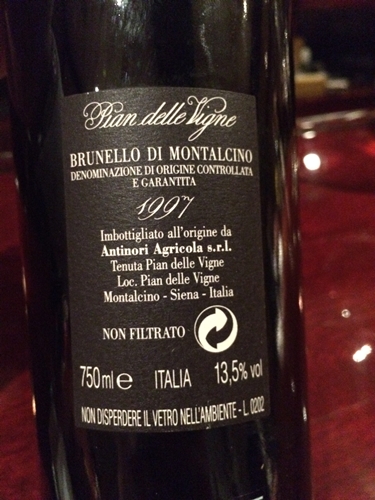 Pian delle Vigne
BRUNELLO DI MONTALCINO
DENOMINAZIONE DI ORIGINE CONTROLLATA
E GARANTITA
1997
Imbottigliato all'origine da
Antinori Agricola s.r.l.
Tenuta Pian delle Vigne
Loc. Pian delle Vigne
Montalcino - Siena - Italia
NON FILTRATO
750 ml e ITALIA 13,5% vol
NON DISPERDERE IL VETRO NELL'AMBIENTE - L. 0202